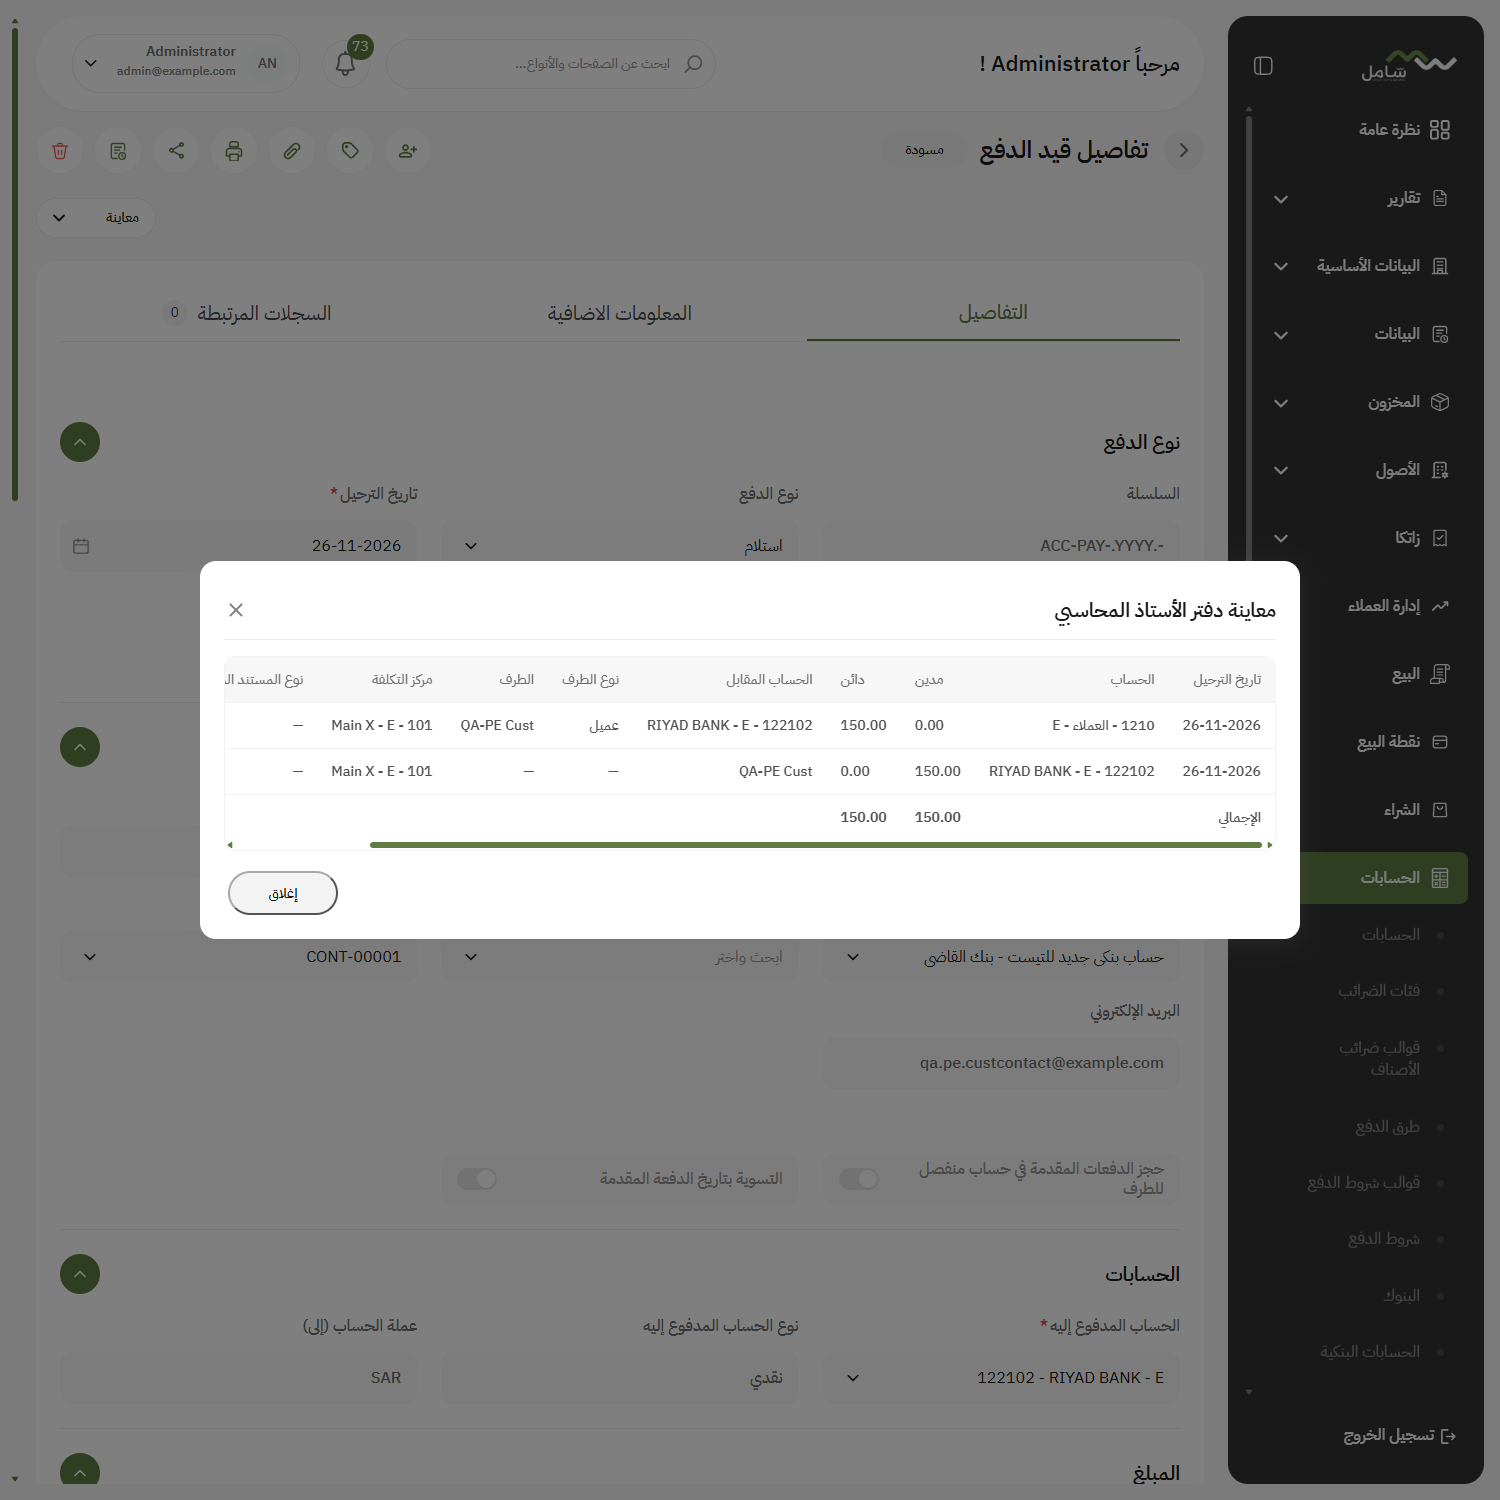 شامل
نظرة عامة
تقارير
البيانات الأساسية
البيانات
المخزون
الأصول
زاتكا
إدارة العملاء
البيع
نقطة البيع
الشراء
الحسابات
الحسابات
فئات الضرائب
قوالب ضرائب
الأصناف
طرق الدفع
قوالب شروط الدفع
شروط الدفع
البنوك
الحسابات البنكية
تسجيل الخروج
مرحباً Administrator !
ابحث عن الصفحات والأنواع...
73
AN
Administrator
admin@example.com
تفاصيل قيد الدفع
مسودة
معاينة
التفاصيل
المعلومات الاضافية
السجلات المرتبطة 0
نوع الدفع
السلسلة
نوع الدفع
تاريخ الترحيل *
ACC-PAY-.YYYY.-
استلام
26-11-2026
معاينة دفتر الأستاذ المحاسبي
تاريخ الترحيل الحساب مدين دائن الحساب المقابل نوع الطرف الطرف مركز التكلفة نوع المستند
26-11-2026 1210 - العملاء - E 0.00 150.00 122102 - RIYAD BANK - E عميل QA-PE Cust 101 - Main X - E —
26-11-2026 122102 - RIYAD BANK - E 150.00 0.00 QA-PE Cust — — 101 - Main X - E —
الإجمالي 150.00 150.00
إغلاق
حساب بنكى جديد للتيست - بنك القاضى
ابحث واختر
CONT-00001
البريد الإلكتروني
qa.pe.custcontact@example.com
حجز الدفعات المقدمة في حساب منفصل
للطرف
التسوية بتاريخ الدفعة المقدمة
الحسابات
الحساب المدفوع إليه *
نوع الحساب المدفوع إليه
عملة الحساب (إلى)
122102 - RIYAD BANK - E
نقدي
SAR
المبلغ